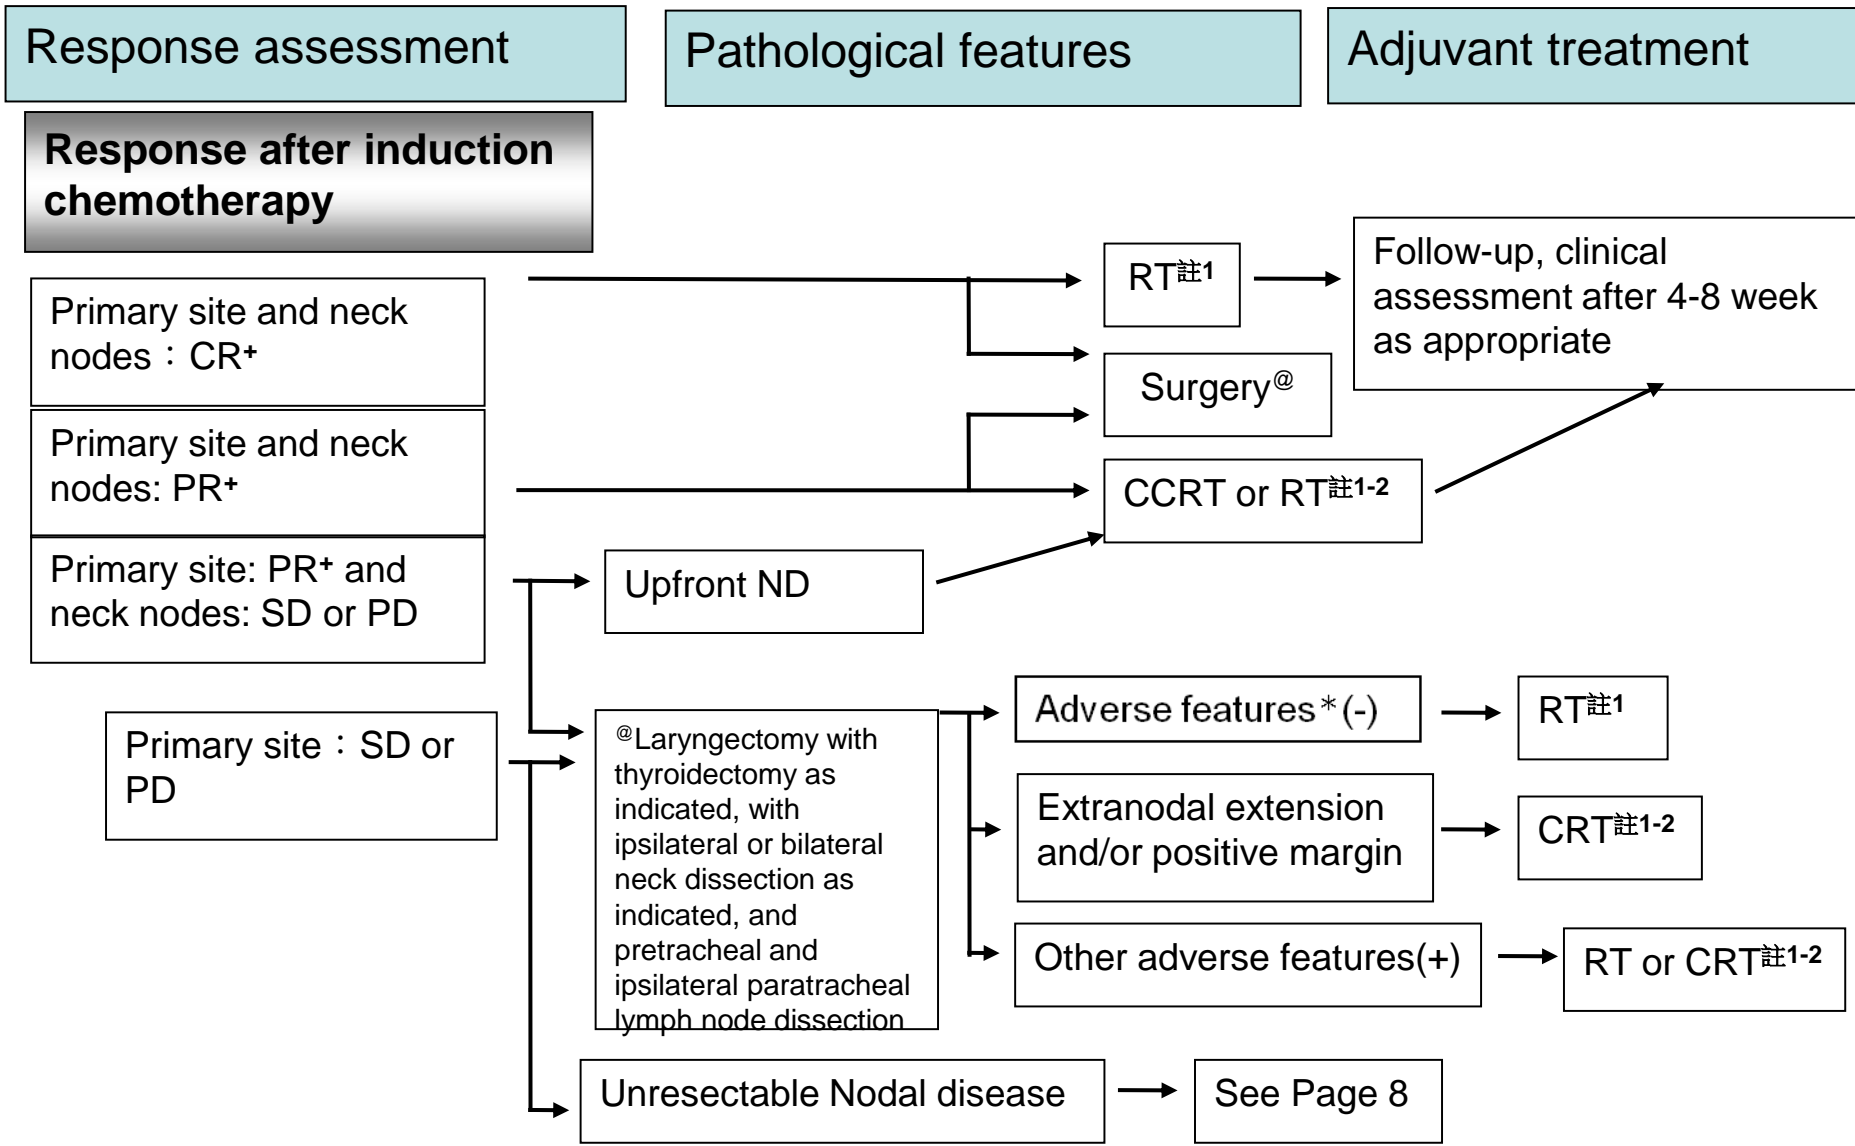 Response assessment
Pathological features
Adjuvant treatment
Response after induction
chemotherapy
Primary site and neck
nodes：CR+
RT註1
Follow-up, clinical
assessment after 4-8 week
as appropriate
Surgery@
Primary site and neck
nodes: PR+
CCRT or RT註1-2
Primary site: PR+ and
neck nodes: SD or PD
Upfront ND
Primary site：SD or
PD
@Laryngectomy with
thyroidectomy as
indicated, with
ipsilateral or bilateral
neck dissection as
indicated, and
pretracheal and
ipsilateral paratracheal
lymph node dissection
Adverse features*(-)
RT註1
Extranodal extension
and/or positive margin
CRT註1-2
Other adverse features(+)
RT or CRT註1-2
Unresectable Nodal disease
See Page 8